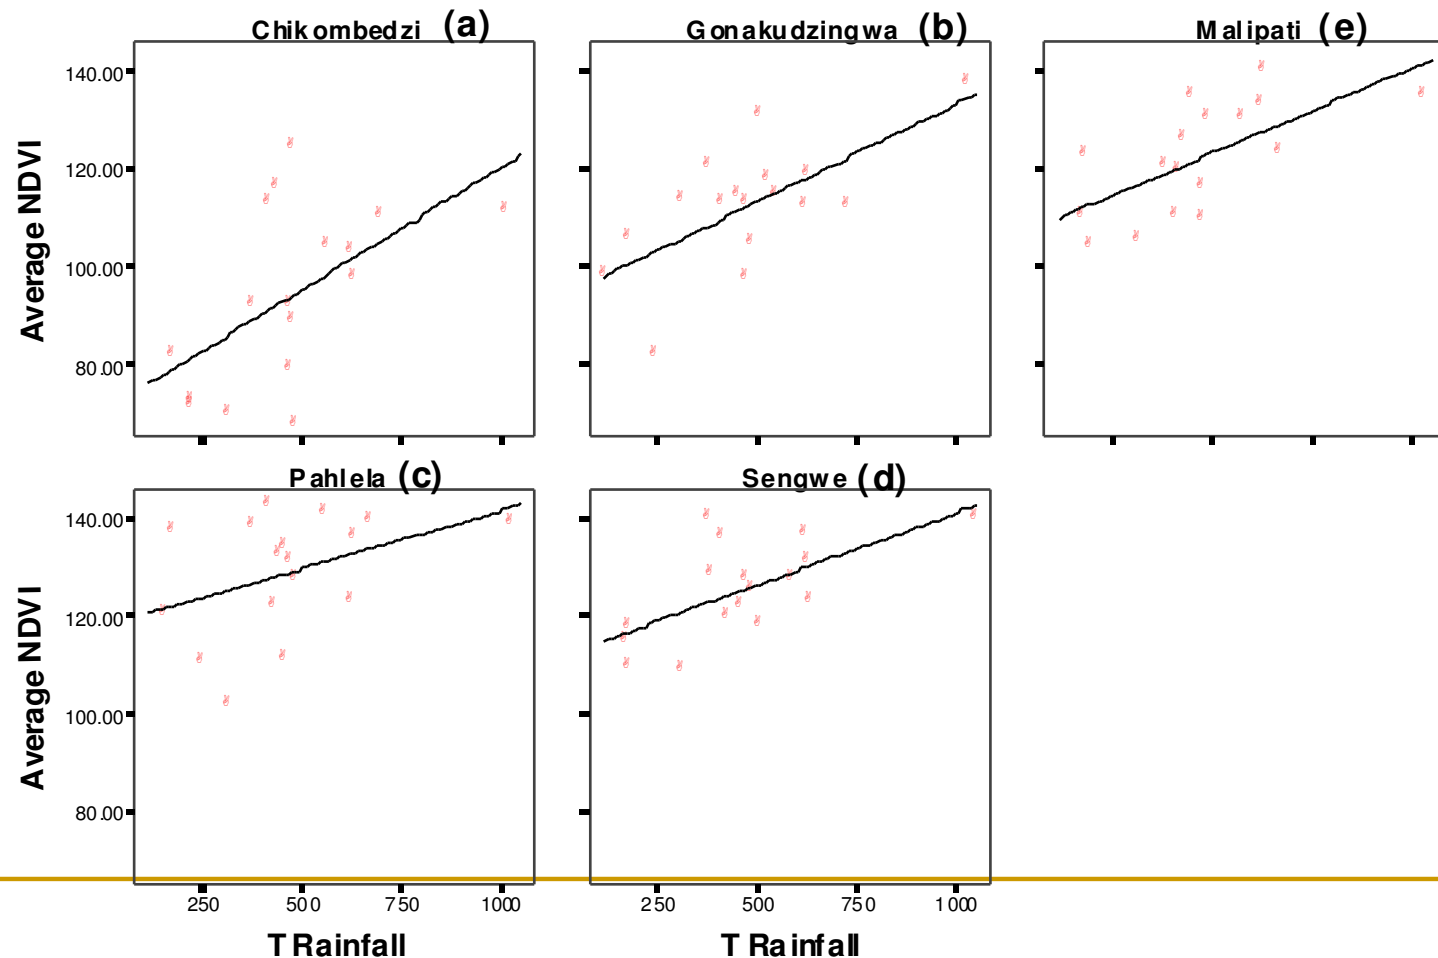 Chikombedzi (a)
Gonakudzingwa (b)
Malipati (e)
140.00
120.00
100.00
80.00
Average NDVI
Pahlela (c)
Sengwe (d)
140.00
120.00
100.00
80.00
Average NDVI
250 500 750 1000
250 500 750 1000
T Rainfall
T Rainfall